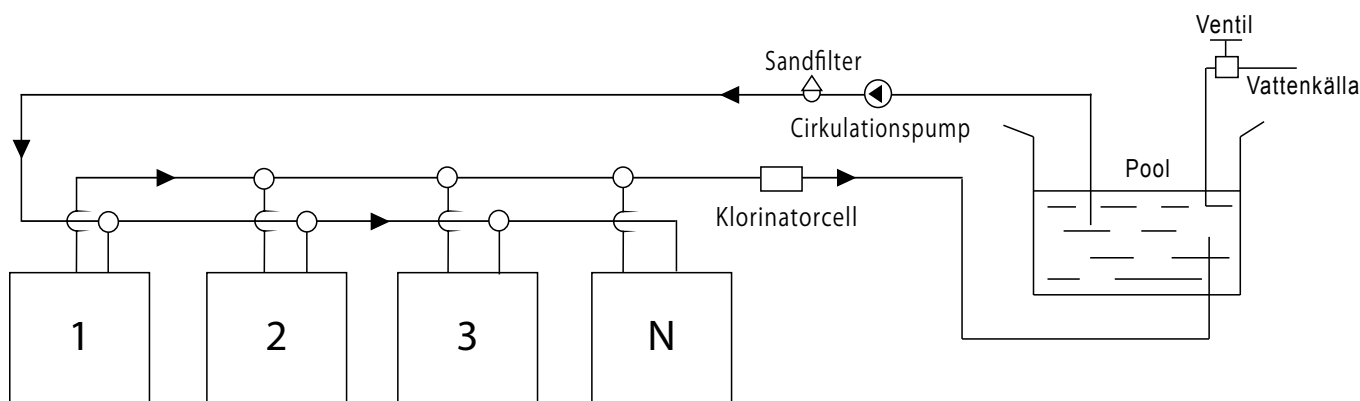 Ventil
Sandfilter
Vattenkälla
Cirkulationspump
Pool
Klorinatorcell
1
2
3
N